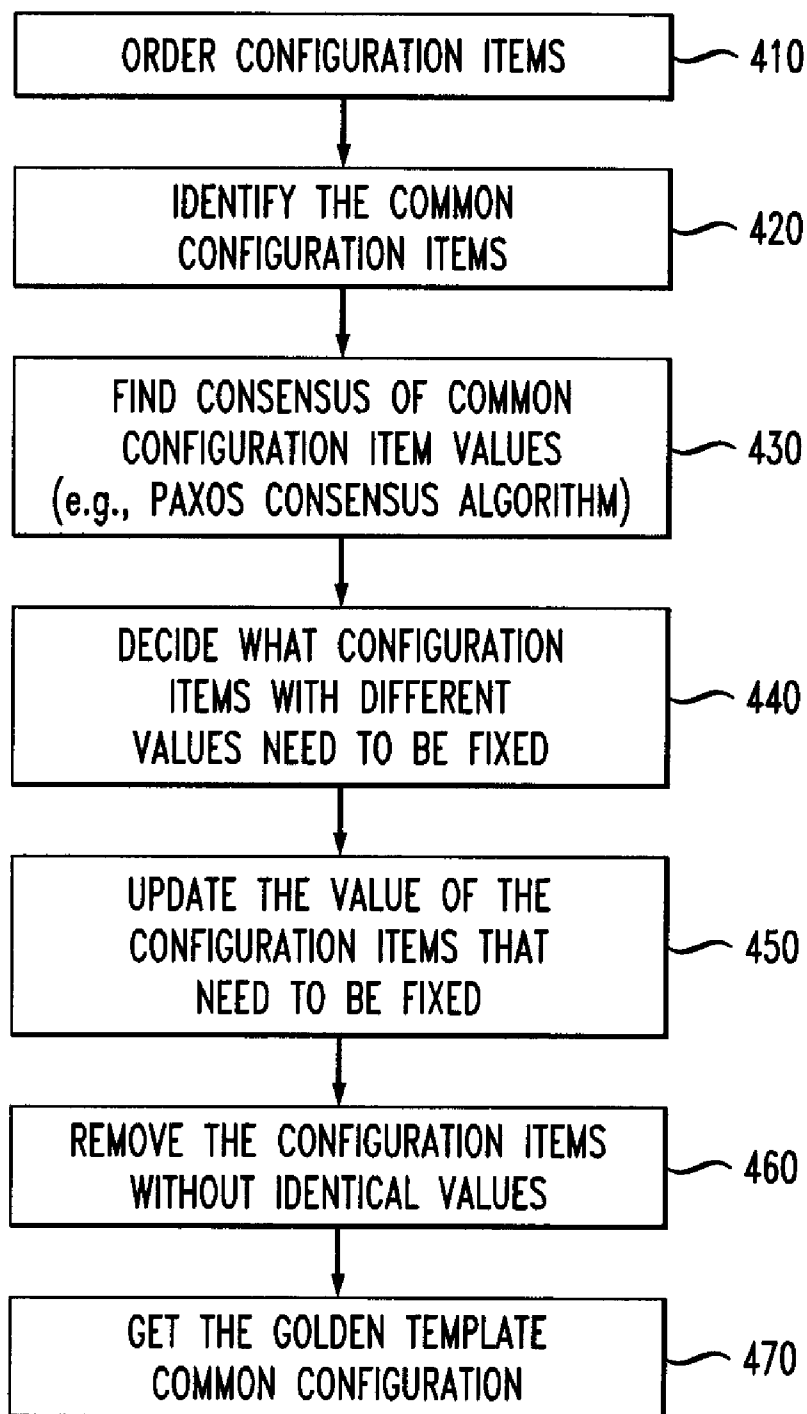 ORDER CONFIGURATION ITEMS
410
IDENTIFY THE COMMON
CONFIGURATION ITEMS
420
FIND CONSENSUS OF COMMON
CONFIGURATION ITEM VALUES
(e.g., PAXOS CONSENSUS ALGORITHM)
430
DECIDE WHAT CONFIGURATION
ITEMS WITH DIFFERENT
VALUES NEED TO BE FIXED
440
UPDATE THE VALUE OF THE
CONFIGURATION ITEMS THAT
NEED TO BE FIXED
450
REMOVE THE CONFIGURATION ITEMS
WITHOUT IDENTICAL VALUES
460
GET THE GOLDEN TEMPLATE
COMMON CONFIGURATION
470